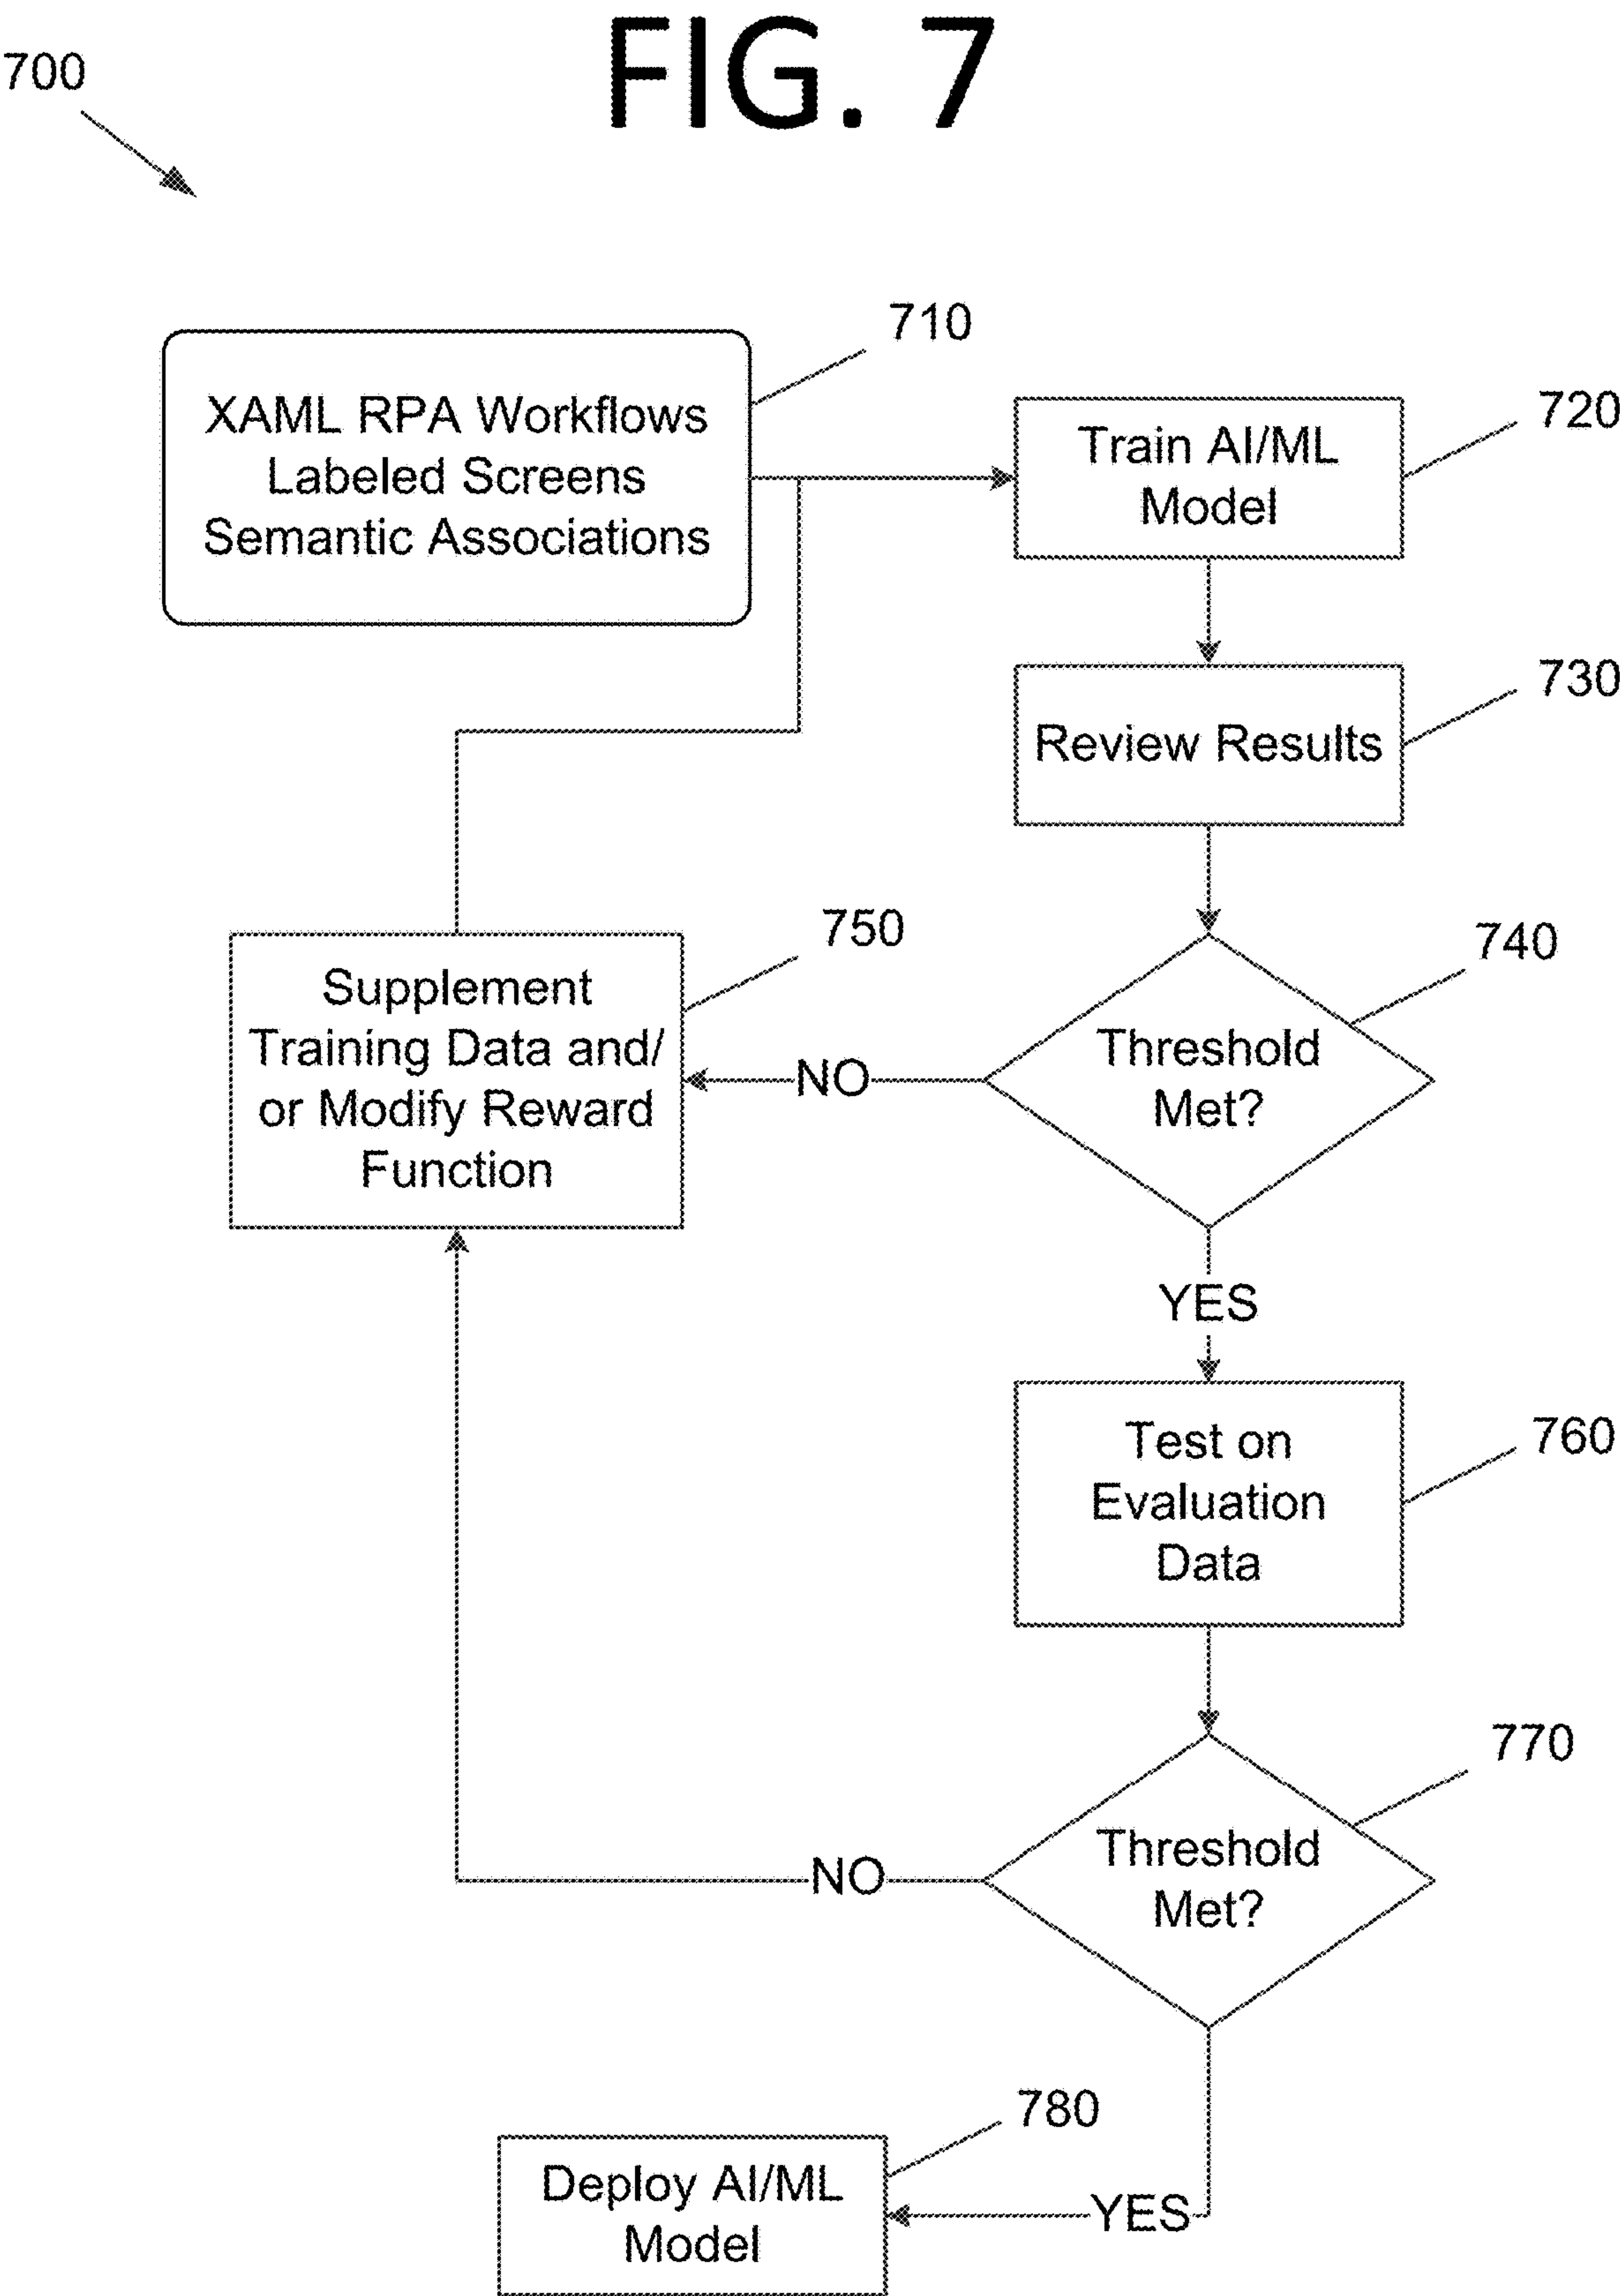 FIG. 7
700
710
XAML RPA Workflows
Labeled Screens
Semantic Associations
720
Train AI/ML
Model
730
Review Results
740
Threshold
Met?
NO
750
Supplement
Training Data and/
or Modify Reward
Function
YES
760
Test on
Evaluation
Data
770
Threshold
Met?
NO
YES
780
Deploy AI/ML
Model